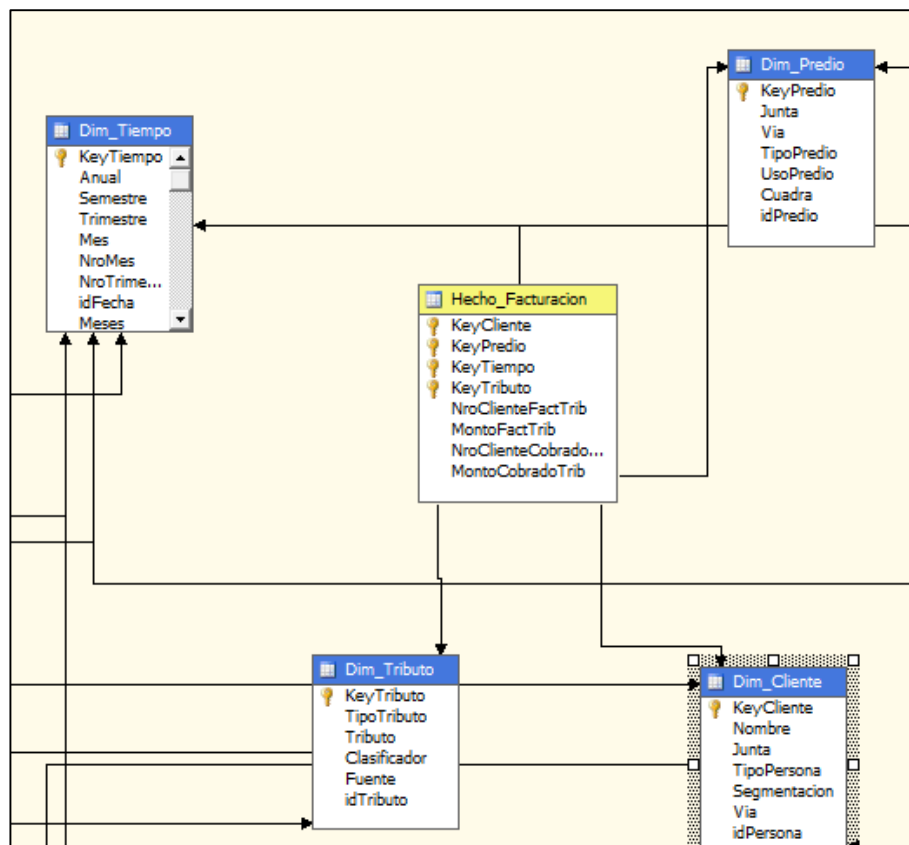 Dim_Predio
KeyPredio
Junta
Via
TipoPredio
UsoPredio
Cuadra
idPredio
Dim_Tiempo
KeyTiempo
Anual
Semestre
Trimestre
Mes
NroMes
NroTrime...
idFecha
Meses
Hecho_Facturacion
KeyCliente
KeyPredio
KeyTiempo
KeyTributo
NroClienteFactTrib
MontoFactTrib
NroClienteCobrado...
MontoCobradoTrib
Dim_Tributo
KeyTributo
TipoTributo
Tributo
Clasificador
Fuente
idTributo
Dim_Cliente
KeyCliente
Nombre
Junta
TipoPersona
Segmentacion
Via
idPersona